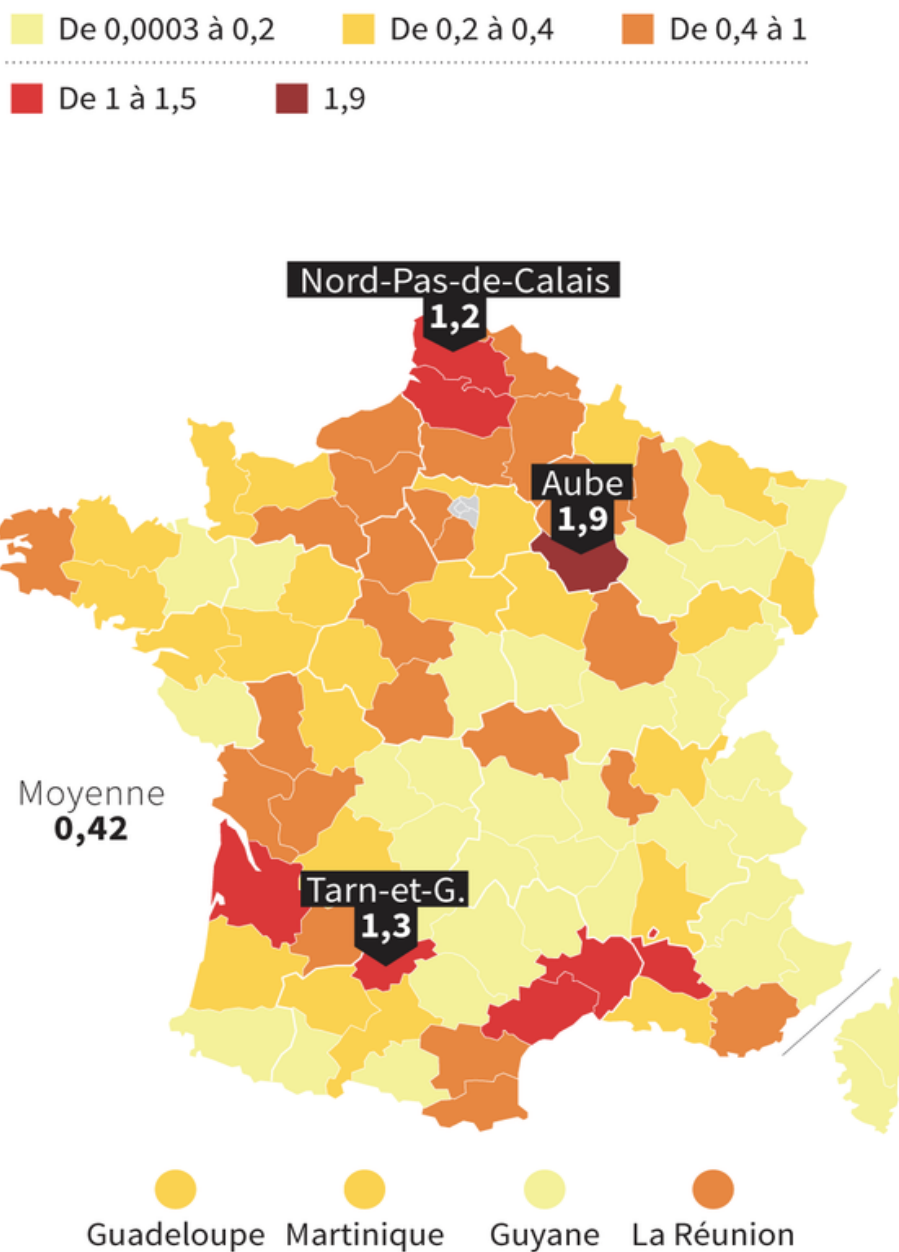 De 0,0003 à 0,2 De 0,2 à 0,4 De 0,4 à 1
De 1 à 1,5 1,9
Nord-Pas-de-Calais
1,2
Aube
1,9
Moyenne
0,42
Tarn-et-G.
1,3
Guadeloupe Martinique Guyane La Réunion